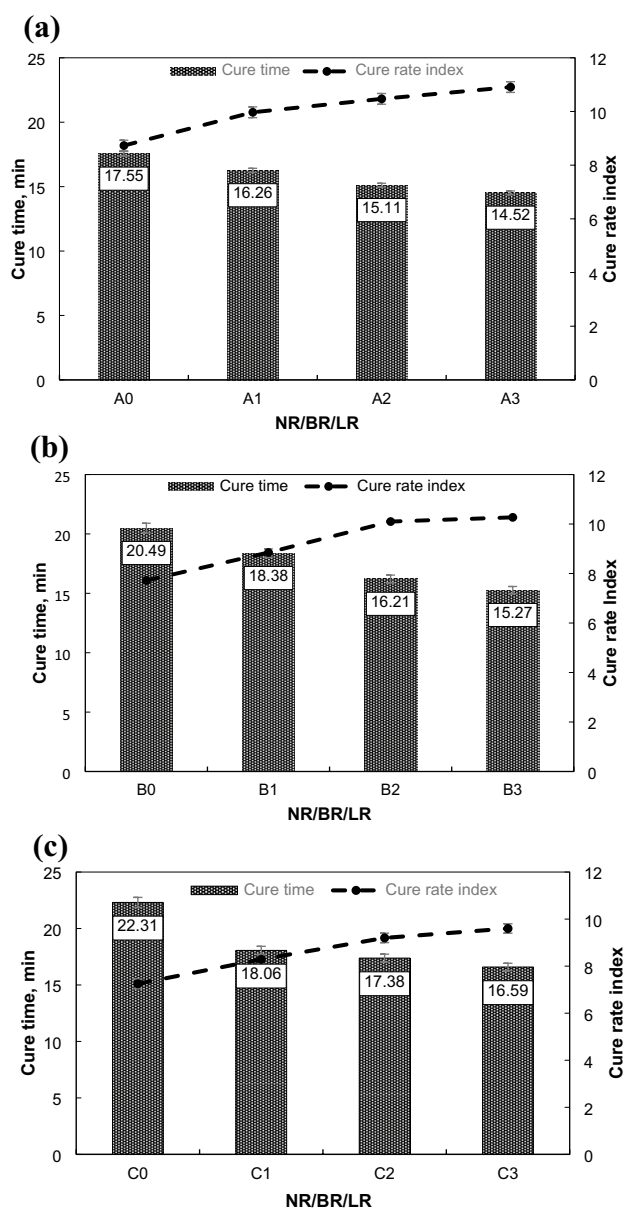 (a)
Cure time Cure rate index
25
20
15
10
5
0
12
10
8
6
4
2
0
Cure time, min
Cure rate index
17.55
16.26
15.11
14.52
A0 A1 A2 A3
NR/BR/LR
(b)
Cure time Cure rate index
25
20
15
10
5
0
12
10
8
6
4
2
0
Cure time, min
Cure rate Index
20.49
18.38
16.21
15.27
B0 B1 B2 B3
NR/BR/LR
(c)
Cure time Cure rate index
25
20
15
10
5
0
12
10
8
6
4
2
0
Cure time, min
Cure rate index
22.31
18.06
17.38
16.59
C0 C1 C2 C3
NR/BR/LR